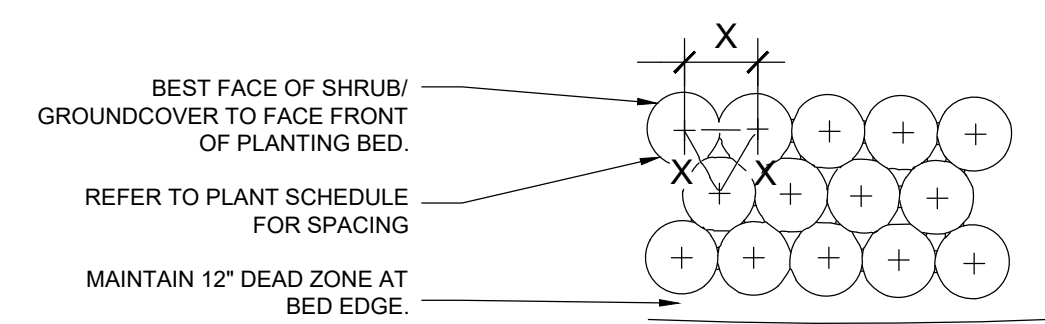 X
BEST FACE OF SHRUB/
GROUNDCOVER TO FACE FRONT
OF PLANTING BED.
X X
REFER TO PLANT SCHEDULE
FOR SPACING
MAINTAIN 12" DEAD ZONE AT
BED EDGE.